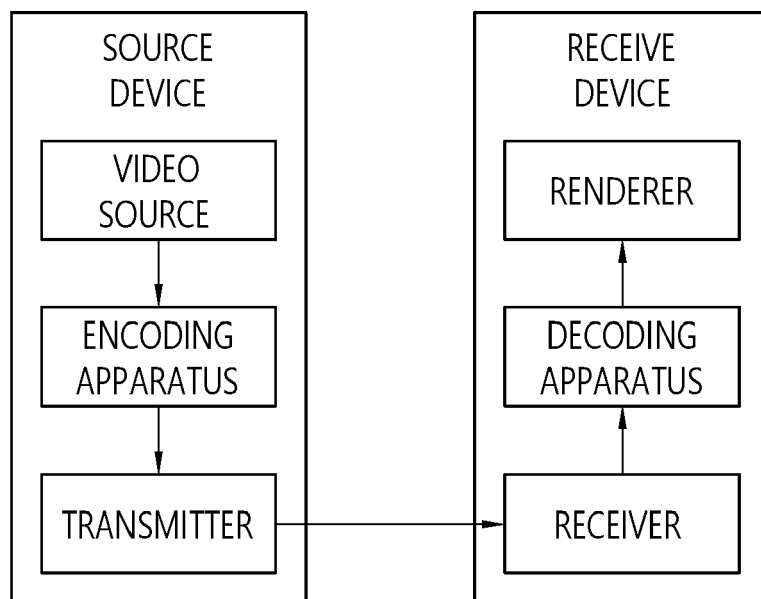 SOURCE
DEVICE
VIDEO
SOURCE
ENCODING
APPARATUS
TRANSMITTER
RECEIVE
DEVICE
RENDERER
DECODING
APPARATUS
RECEIVER